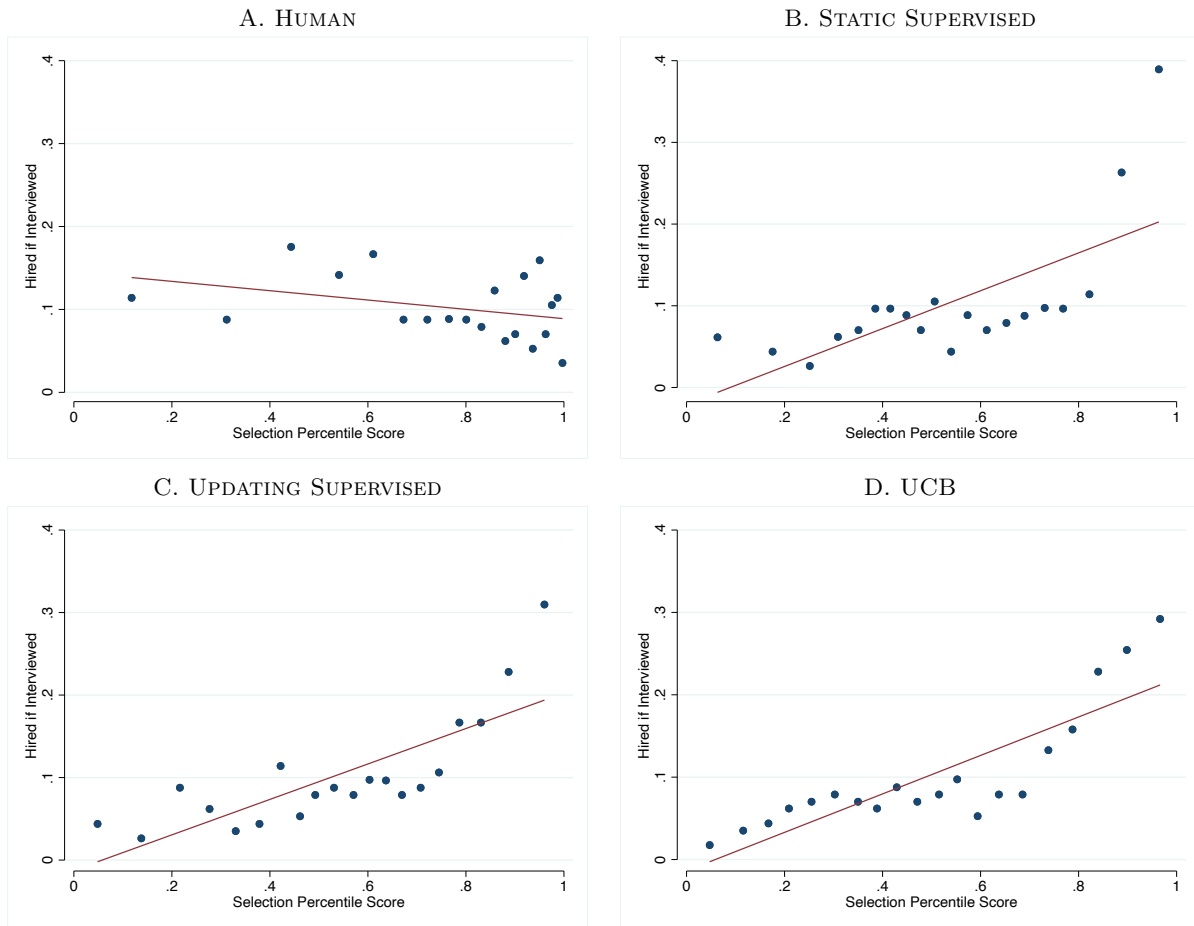 A. HUMAN
.4
.3
.2
.1
0
Hired if Interviewed
0 .2 .4 .6 .8 1
Selection Percentile Score
B. STATIC SUPERVISED
.4
.3
.2
.1
0
Hired if Interviewed
0 .2 .4 .6 .8 1
Selection Percentile Score
C. UPDATING SUPERVISED
.4
.3
.2
.1
0
Hired if Interviewed
0 .2 .4 .6 .8 1
Selection Percentile Score
D. UCB
.4
.3
.2
.1
0
Hired if Interviewed
0 .2 .4 .6 .8 1
Selection Percentile Score